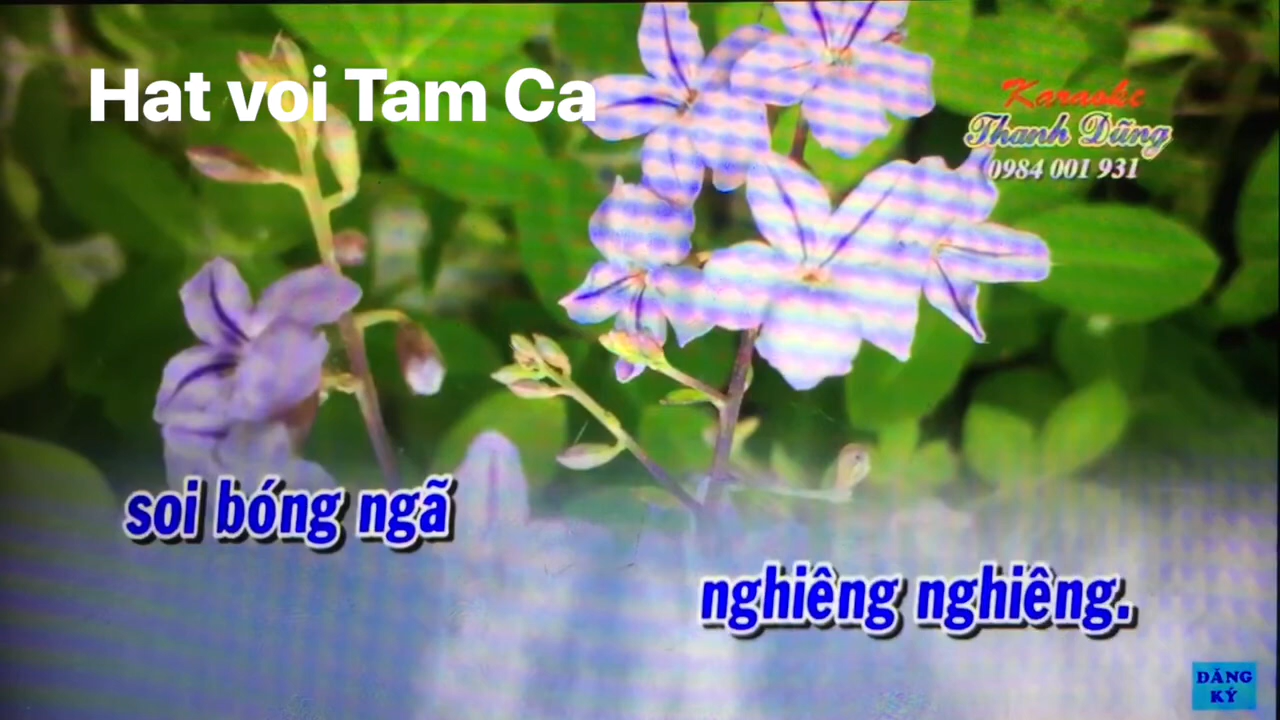 Hat voi Tam Ca
Karaoke
Thanh Dũng
0984 001 931
soi bóng ngã
nghiêng nghiêng.
ĐĂNG
KÝ